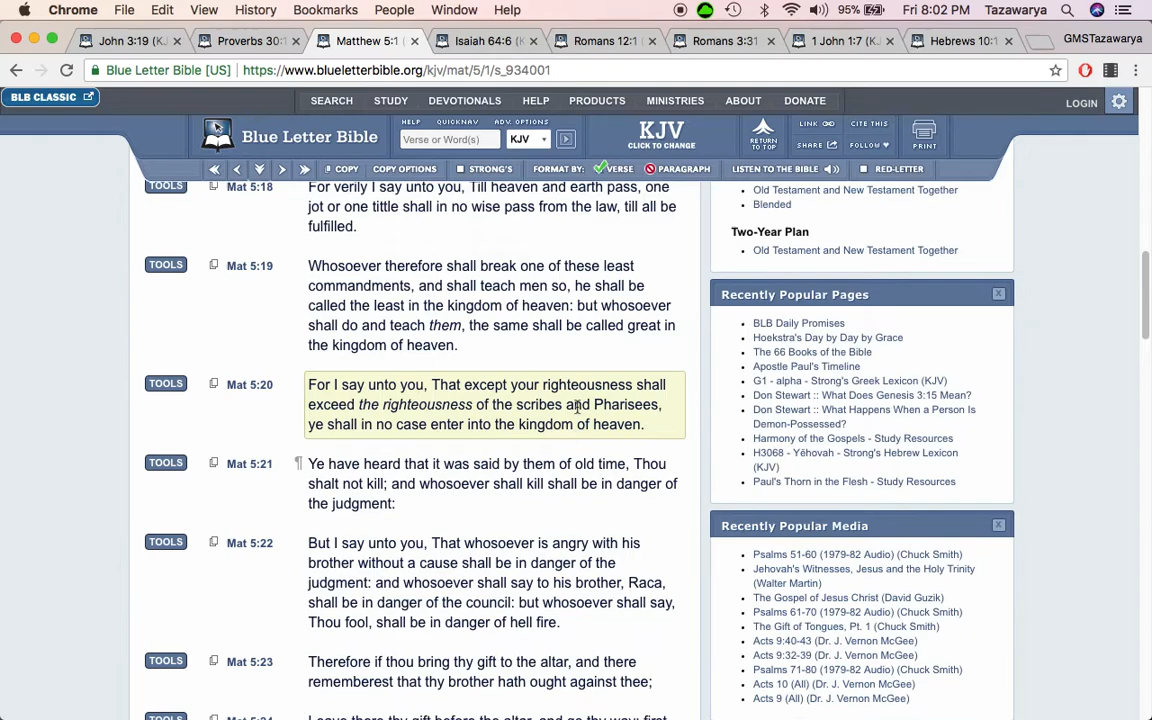 Chrome File Edit View History Bookmarks People Window Help 95% Fri 8:02 PM Tazawarya
John 3:19 (K Proverbs 30:1 Matthew 5:1 ( Isaiah 64:6 (K Romans 12:1 Romans 3:31 1 John 1:7 (K Hebrews 10:1 GMSTazawarya
Blue Letter Bible [US] https://www.blueletterbible.org/kjv/mat/5/1/s_934001
BLB CLASSIC
SEARCH STUDY DEVOTIONALS HELP PRODUCTS MINISTRIES ABOUT DONATE LOGIN
HELP QUICKNAV ADV. OPTIONS
Blue Letter Bible Verse or Word(s) KJV
KJV
CLICK TO CHANGE
RETURN TO TOP
LINK CITE THIS
SHARE FOLLOW PRINT
COPY COPY OPTIONS STRONG'S FORMAT BY: VERSE PARAGRAPH LISTEN TO THE BIBLE RED-LETTER
TOOLS Mat 5:18 For verily I say unto you, Till heaven and earth pass, one
jot or one tittle shall in no wise pass from the law, till all be
fulfilled.
TOOLS Mat 5:19 Whosoever therefore shall break one of these least
commandments, and shall teach men so, he shall be
called the least in the kingdom of heaven: but whosoever
shall do and teach them, the same shall be called great in
the kingdom of heaven.
TOOLS Mat 5:20 For I say unto you, That except your righteousness shall
exceed the righteousness of the scribes and Pharisees,
ye shall in no case enter into the kingdom of heaven.
TOOLS Mat 5:21 ¶ Ye have heard that it was said by them of old time, Thou
shalt not kill; and whosoever shall kill shall be in danger of
the judgment:
TOOLS Mat 5:22 But I say unto you, That whosoever is angry with his
brother without a cause shall be in danger of the
judgment: and whosoever shall say to his brother, Raca,
shall be in danger of the council: but whosoever shall say,
Thou fool, shall be in danger of hell fire.
TOOLS Mat 5:23 Therefore if thou bring thy gift to the altar, and there
rememberest that thy brother hath ought against thee;
Leave there thy gift before the altar, and go thy way; first
Old Testament and New Testament Together
Blended
Two-Year Plan
Old Testament and New Testament Together
Recently Popular Pages
BLB Daily Promises
Hoekstra's Day by Day by Grace
The 66 Books of the Bible
Apostle Paul's Timeline
G1 - alpha - Strong's Greek Lexicon (KJV)
Don Stewart :: What Does Genesis 3:15 Mean?
Don Stewart :: What Happens When a Person is
Demon-Possessed?
Harmony of the Gospels - Study Resources
H3068 - Yĕhovah - Strong's Hebrew Lexicon
(KJV)
Paul's Thorn in the Flesh - Study Resources
Recently Popular Media
Psalms 51-60 (1979-82 Audio) (Chuck Smith)
Jehovah's Witnesses, Jesus and the Holy Trinity
(Walter Martin)
The Gospel of Jesus Christ (David Guzik)
Psalms 61-70 (1979-82 Audio) (Chuck Smith)
The Gift of Tongues, Pt. 1 (Chuck Smith)
Acts 9:40-43 (Dr. J. Vernon McGee)
Acts 9:32-39 (Dr. J. Vernon McGee)
Psalms 71-80 (1979-82 Audio) (Chuck Smith)
Acts 10 (All) (Dr. J. Vernon McGee)
Acts 9 (All) (Dr. J. Vernon McGee)